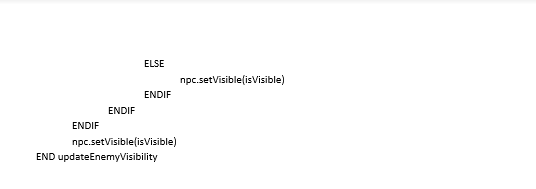 ELSE
npc.setVisible(isVisible)
ENDIF
ENDIF
ENDIF
npc.setVisible(isVisible)
END updateEnemyVisibility